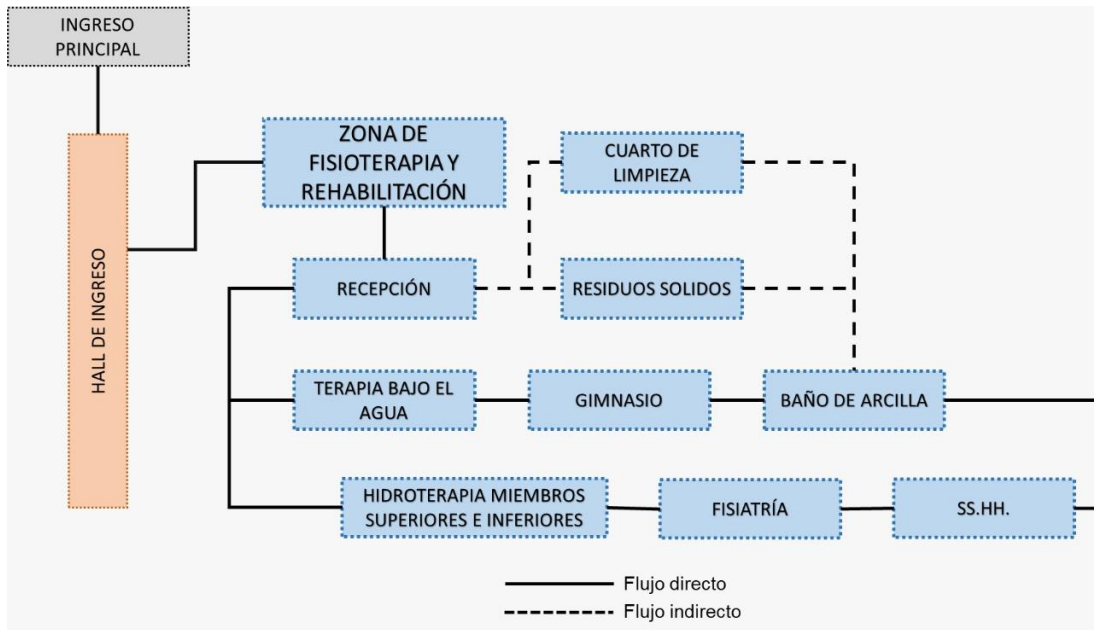 INGRESO
PRINCIPAL
HALL DE INGRESO
ZONA DE
FISIOTERAPIA Y
REHABILITACIÓN
CUARTO DE
LIMPIEZA
RECEPCIÓN
RESIDUOS SOLIDOS
TERAPIA BAJO EL
AGUA
GIMNASIO
BAÑO DE ARCILLA
HIDROTERAPIA MIEMBROS
SUPERIORES E INFERIORES
FISIATRÍA
SS.HH.
Flujo directo
Flujo indirecto